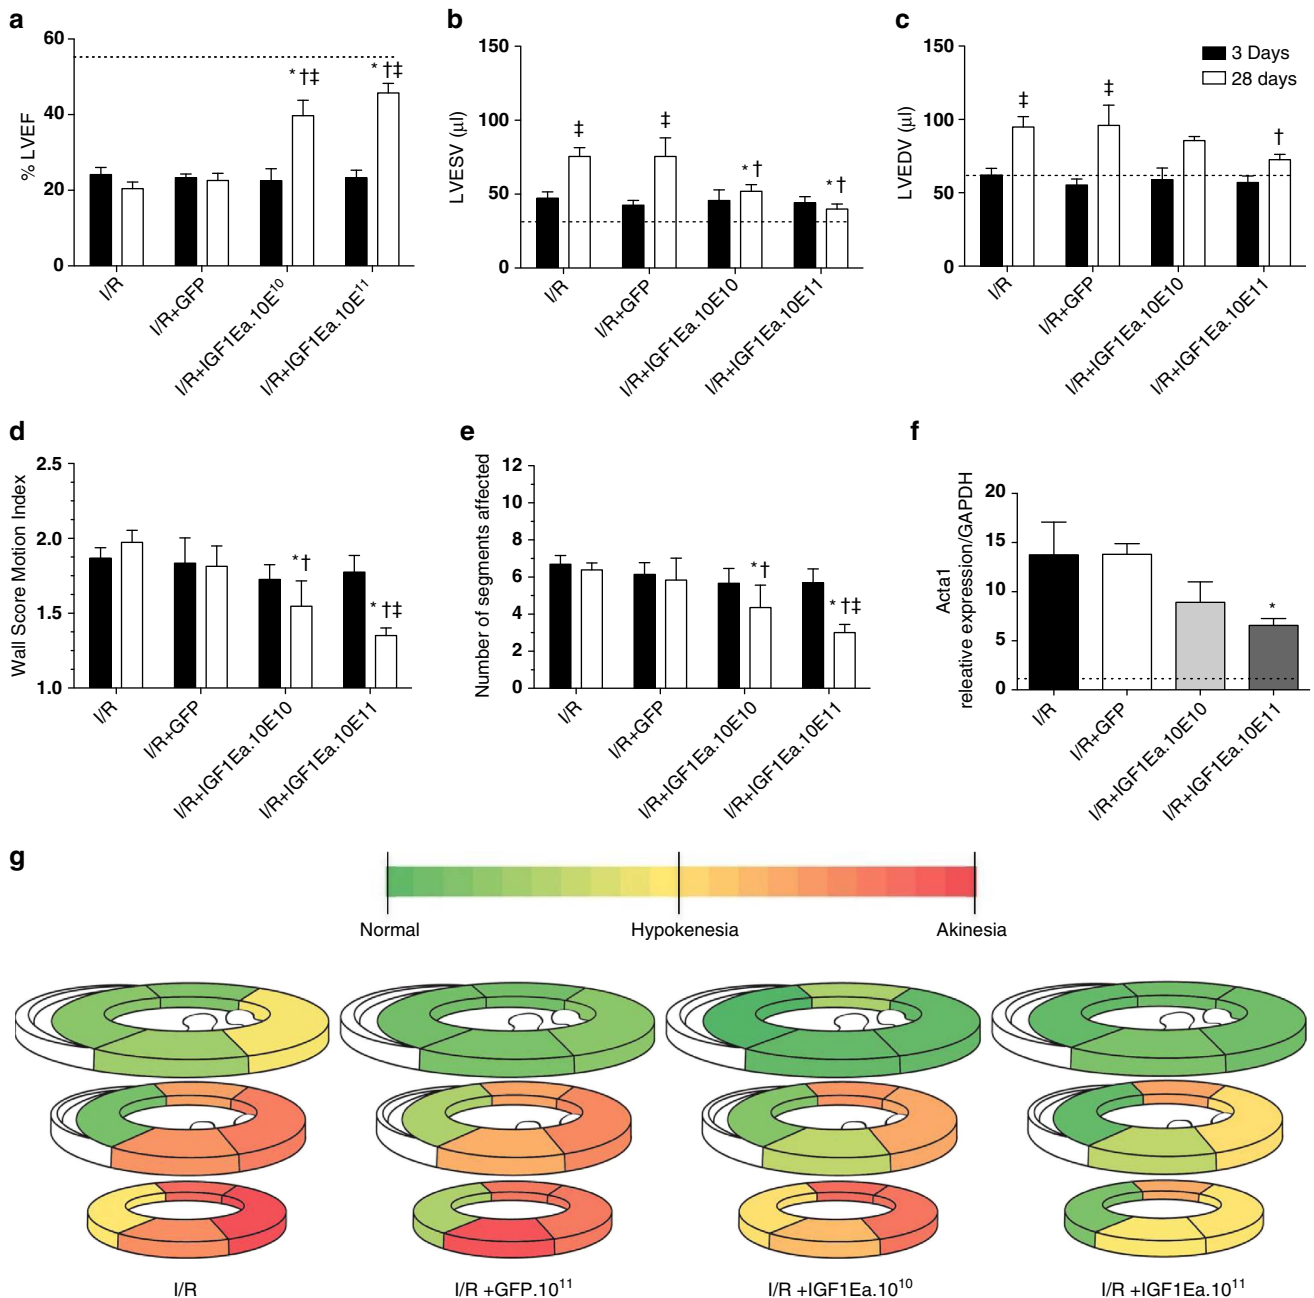 a
60
40
20
0
% LVEF
* †‡
* †‡
I/R
I/R+GFP
I/R+IGF1Ea.10E¹⁰
I/R+IGF1Ea.10E¹¹
b
150
100
50
0
LVESV (μl)
‡
‡
* †
* †
I/R
I/R+GFP
I/R+IGF1Ea.10E10
I/R+IGF1Ea.10E11
c
150
100
50
0
LVEDV (μl)
3 Days
28 days
‡
‡
†
I/R
I/R+GFP
I/R+IGF1Ea.10E10
I/R+IGF1Ea.10E11
d
2.5
2.0
1.5
1.0
Wall Score Motion Index
* †
* †‡
I/R
I/R+GFP
I/R+IGF1Ea.10E10
I/R+IGF1Ea.10E11
e
12
10
8
6
4
2
0
Number of segments affected
* †
* †‡
I/R
I/R+GFP
I/R+IGF1Ea.10E10
I/R+IGF1Ea.10E11
f
20
15
10
5
0
Acta1
releative expression/GAPDH
*
I/R
I/R+GFP
I/R+IGF1Ea.10E10
I/R+IGF1Ea.10E11
g
Normal
Hypokenesia
Akinesia
I/R
I/R +GFP.10¹¹
I/R +IGF1Ea.10¹⁰
I/R +IGF1Ea.10¹¹